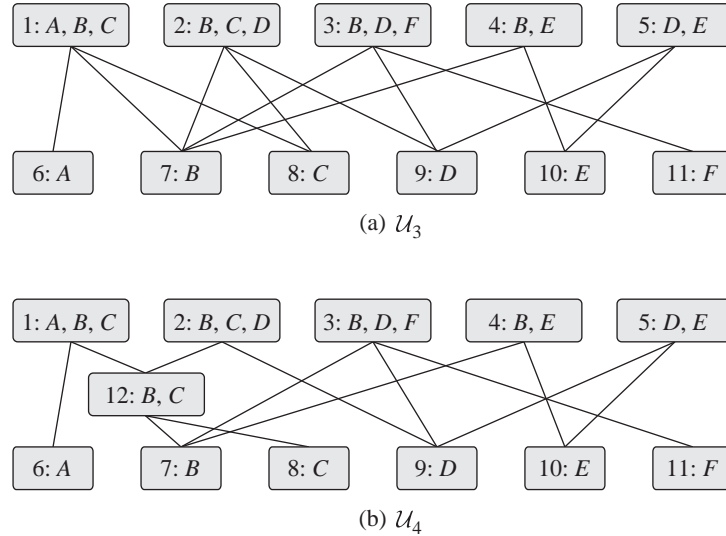 1: A, B, C 2: B, C, D 3: B, D, F 4: B, E 5: D, E
6: A 7: B 8: C 9: D 10: E 11: F
(a) 𝒰₃
1: A, B, C 2: B, C, D 3: B, D, F 4: B, E 5: D, E
12: B, C
6: A 7: B 8: C 9: D 10: E 11: F
(b) 𝒰₄